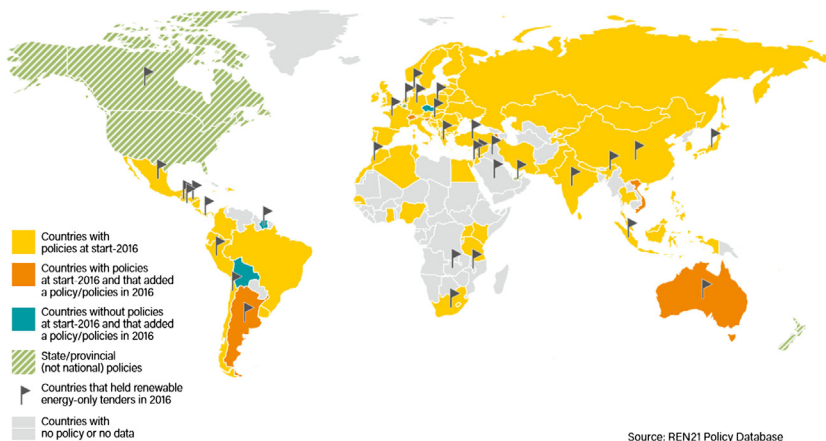 Countries with
policies at start-2016
Countries with policies
at start-2016 and that added
a policy/policies in 2016
Countries without policies
at start-2016 and that added
a policy/policies in 2016
State/provincial
(not national) policies
Countries that held renewable
energy-only tenders in 2016
Countries with
no policy or no data
Source: REN21 Policy Database